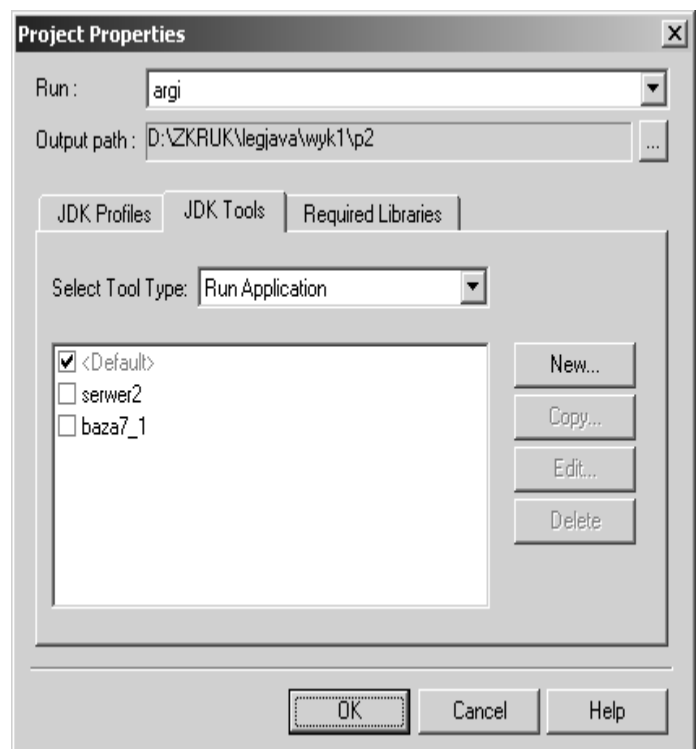 Project Properties
Run :
argi
Output path :
D:\ZKRUK\legjava\wyk1\p2
...
JDK Profiles
JDK Tools
Required Libraries
Select Tool Type:
Run Application
<Default>
serwer2
baza7_1
New...
Copy...
Edit...
Delete
OK
Cancel
Help